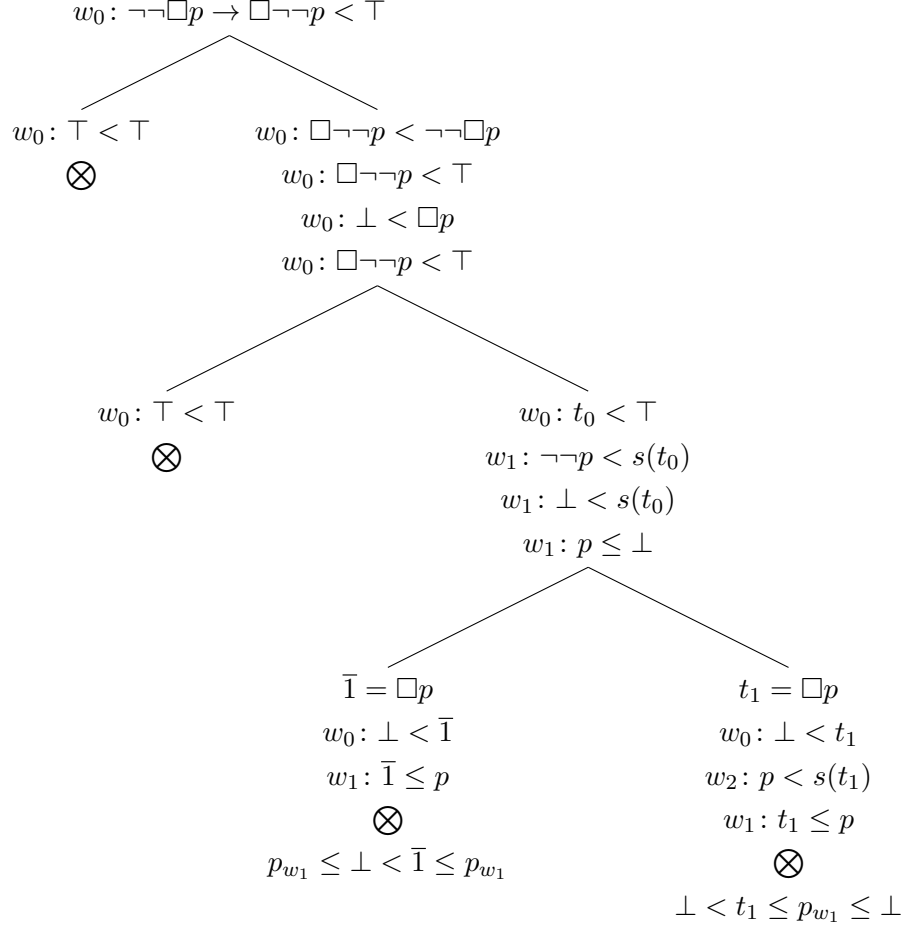 w₀: ¬¬□p → □¬¬p < ⊤
w₀: ⊤ < ⊤
⊗
w₀: □¬¬p < ¬¬□p
w₀: □¬¬p < ⊤
w₀: ⊥ < □p
w₀: □¬¬p < ⊤
w₀: ⊤ < ⊤
⊗
w₀: t₀ < ⊤
w₁: ¬¬p < s(t₀)
w₁: ⊥ < s(t₀)
w₁: p ≤ ⊥
1̅ = □p
w₀: ⊥ < 1̅
w₁: 1̅ ≤ p
⊗
p_{w₁} ≤ ⊥ < 1̅ ≤ p_{w₁}
t₁ = □p
w₀: ⊥ < t₁
w₂: p < s(t₁)
w₁: t₁ ≤ p
⊗
⊥ < t₁ ≤ p_{w₁} ≤ ⊥